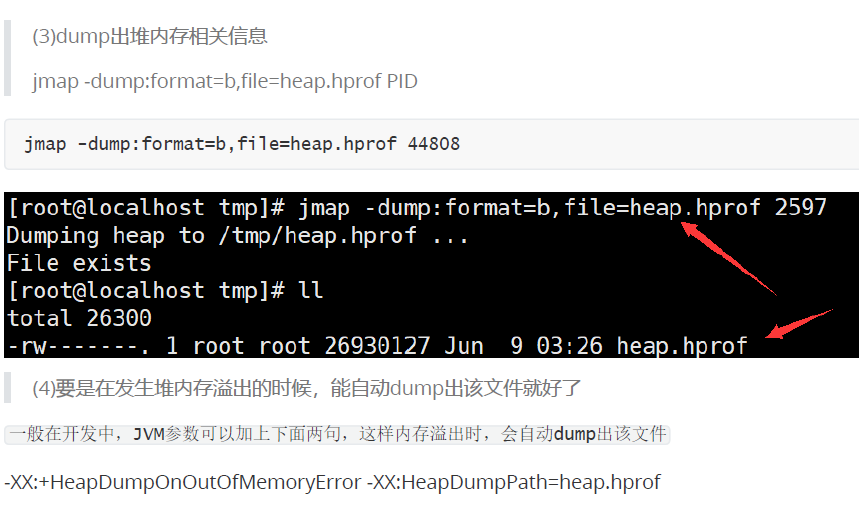 (3)dump出堆内存相关信息
jmap -dump:format=b,file=heap.hprof PID
jmap -dump:format=b,file=heap.hprof 44808
[root@localhost tmp]# jmap -dump:format=b,file=heap.hprof 2597
Dumping heap to /tmp/heap.hprof ...
File exists
[root@localhost tmp]# ll
total 26300
-rw-------. 1 root root 26930127 Jun  9 03:26 heap.hprof
(4)要是在发生堆内存溢出的时候，能自动dump出该文件就好了
一般在开发中，JVM参数可以加上下面两句，这样内存溢出时，会自动dump出该文件
-XX:+HeapDumpOnOutOfMemoryError -XX:HeapDumpPath=heap.hprof